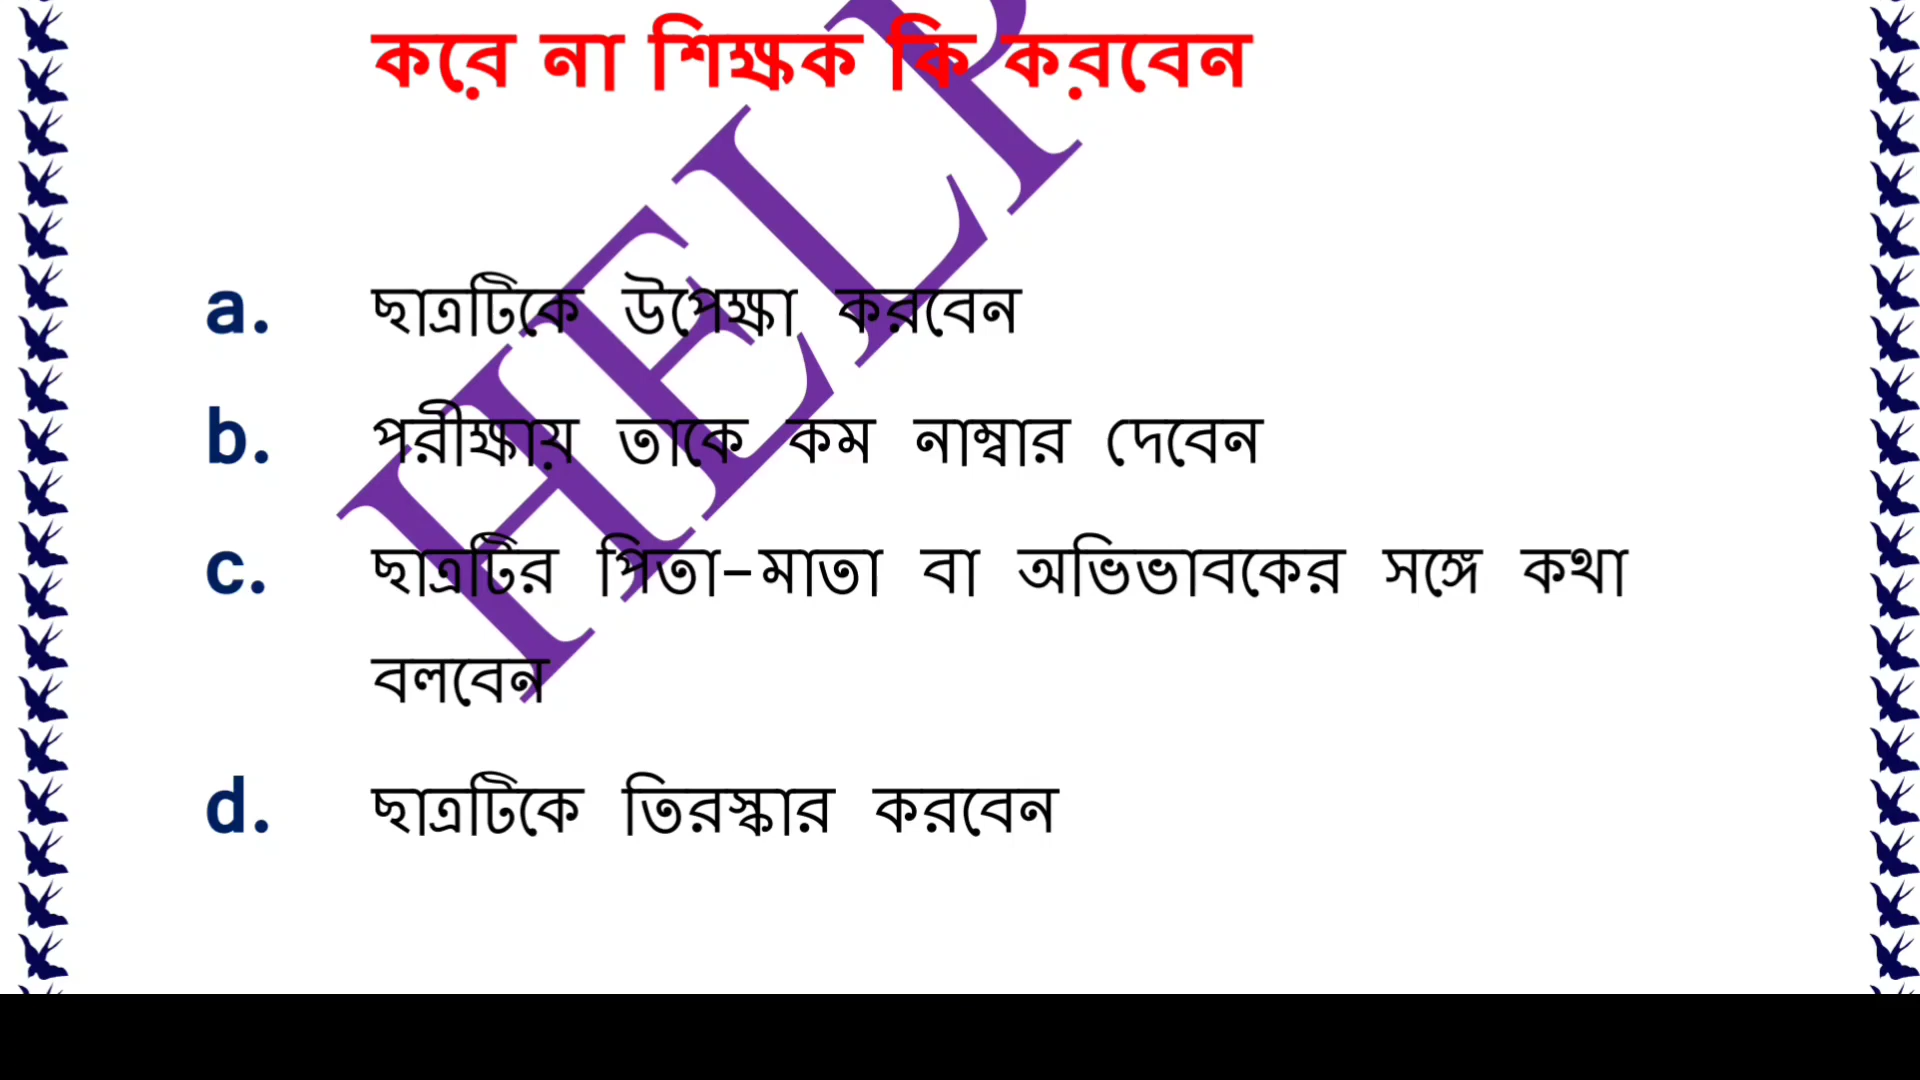 করে না শিক্ষক কি করবেন
a. ছাত্রটিকে উপেক্ষা করবেন
b. পরীক্ষায় তাকে কম নাম্বার দেবেন
c. ছাত্রটির পিতা-মাতা বা অভিভাবকের সঙ্গে কথা
বলবেন
d. ছাত্রটিকে তিরস্কার করবেন
HELP